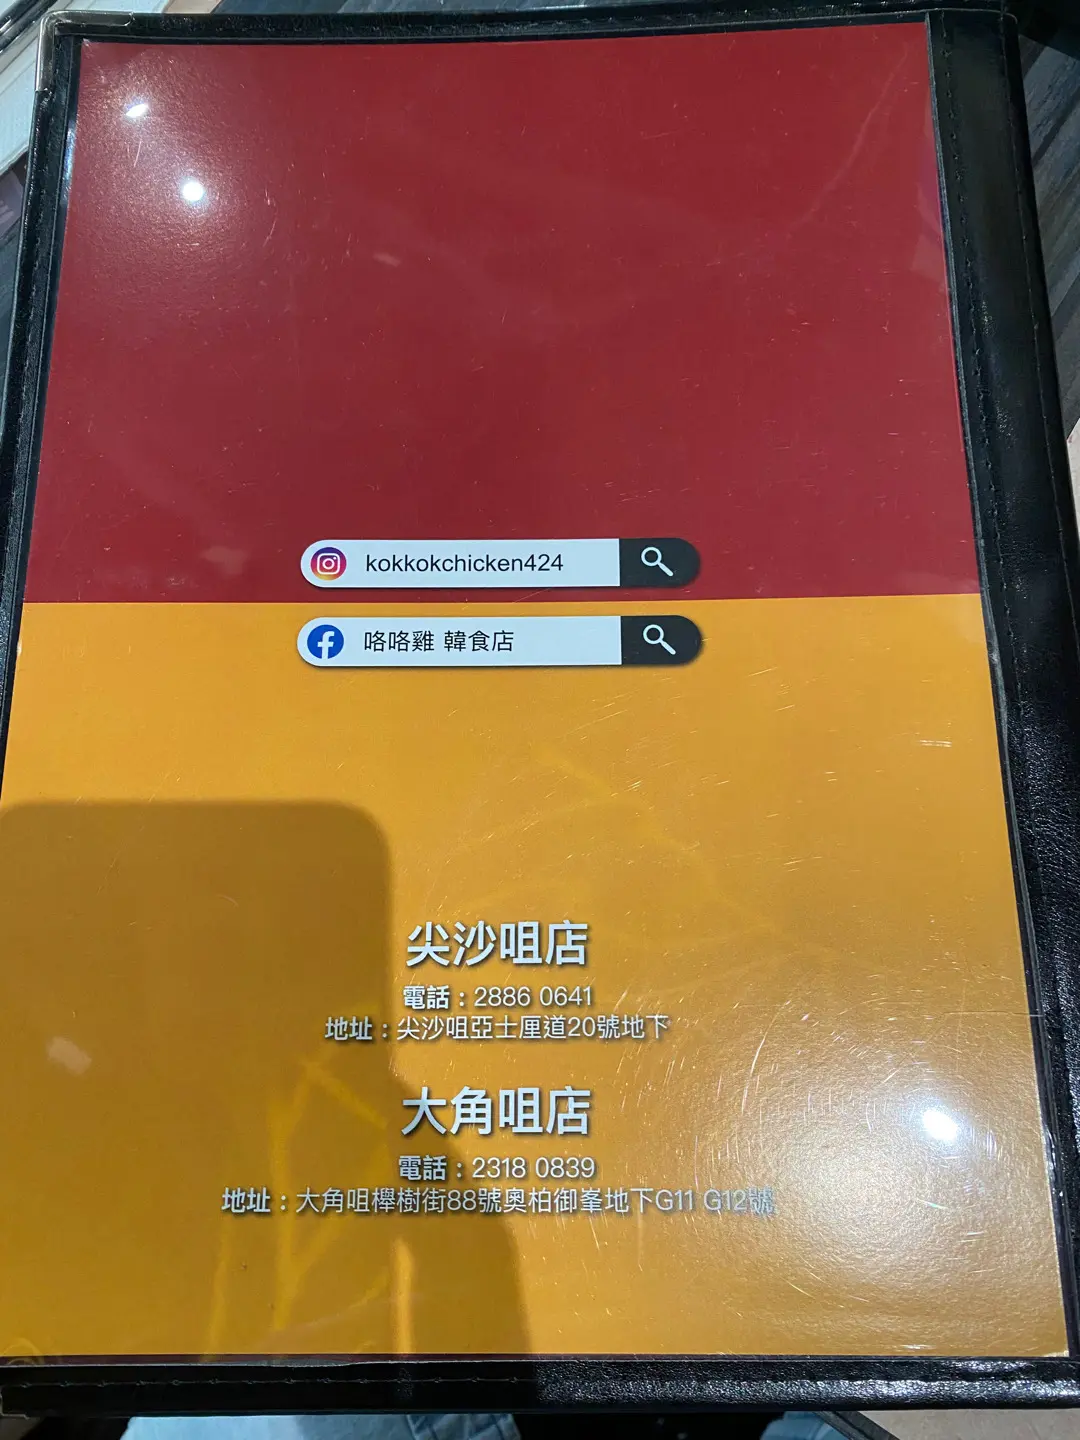 kokkokchicken424
咯咯雞 韓食店
尖沙咀店
電話：2886 0641
地址：尖沙咀亞士厘道20號地下
大角咀店
電話：2318 0839
地址：大角咀櫸樹街88號奧柏御峯地下G11 G12號